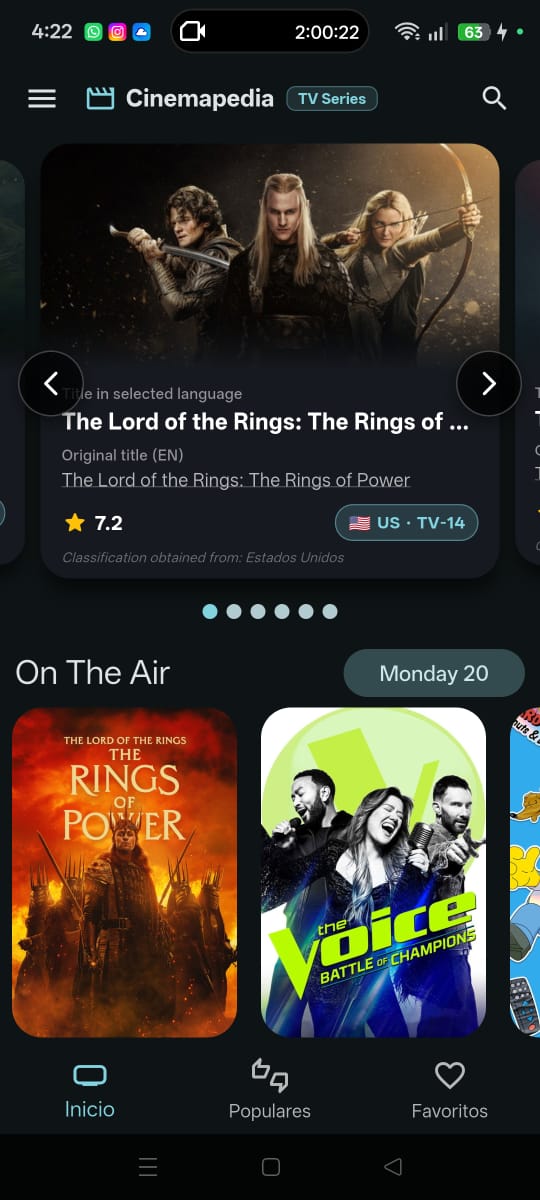 4:22
2:00:22
63
Cinemapedia
TV Series
Title in selected language
The Lord of the Rings: The Rings of ...
Original title (EN)
The Lord of the Rings: The Rings of Power
7.2
US · TV-14
Classification obtained from: Estados Unidos
On The Air
Monday 20
THE LORD OF THE RINGS
THE
RINGS
OF
POWER
the
Voice
BATTLE OF CHAMPIONS
Inicio
Populares
Favoritos